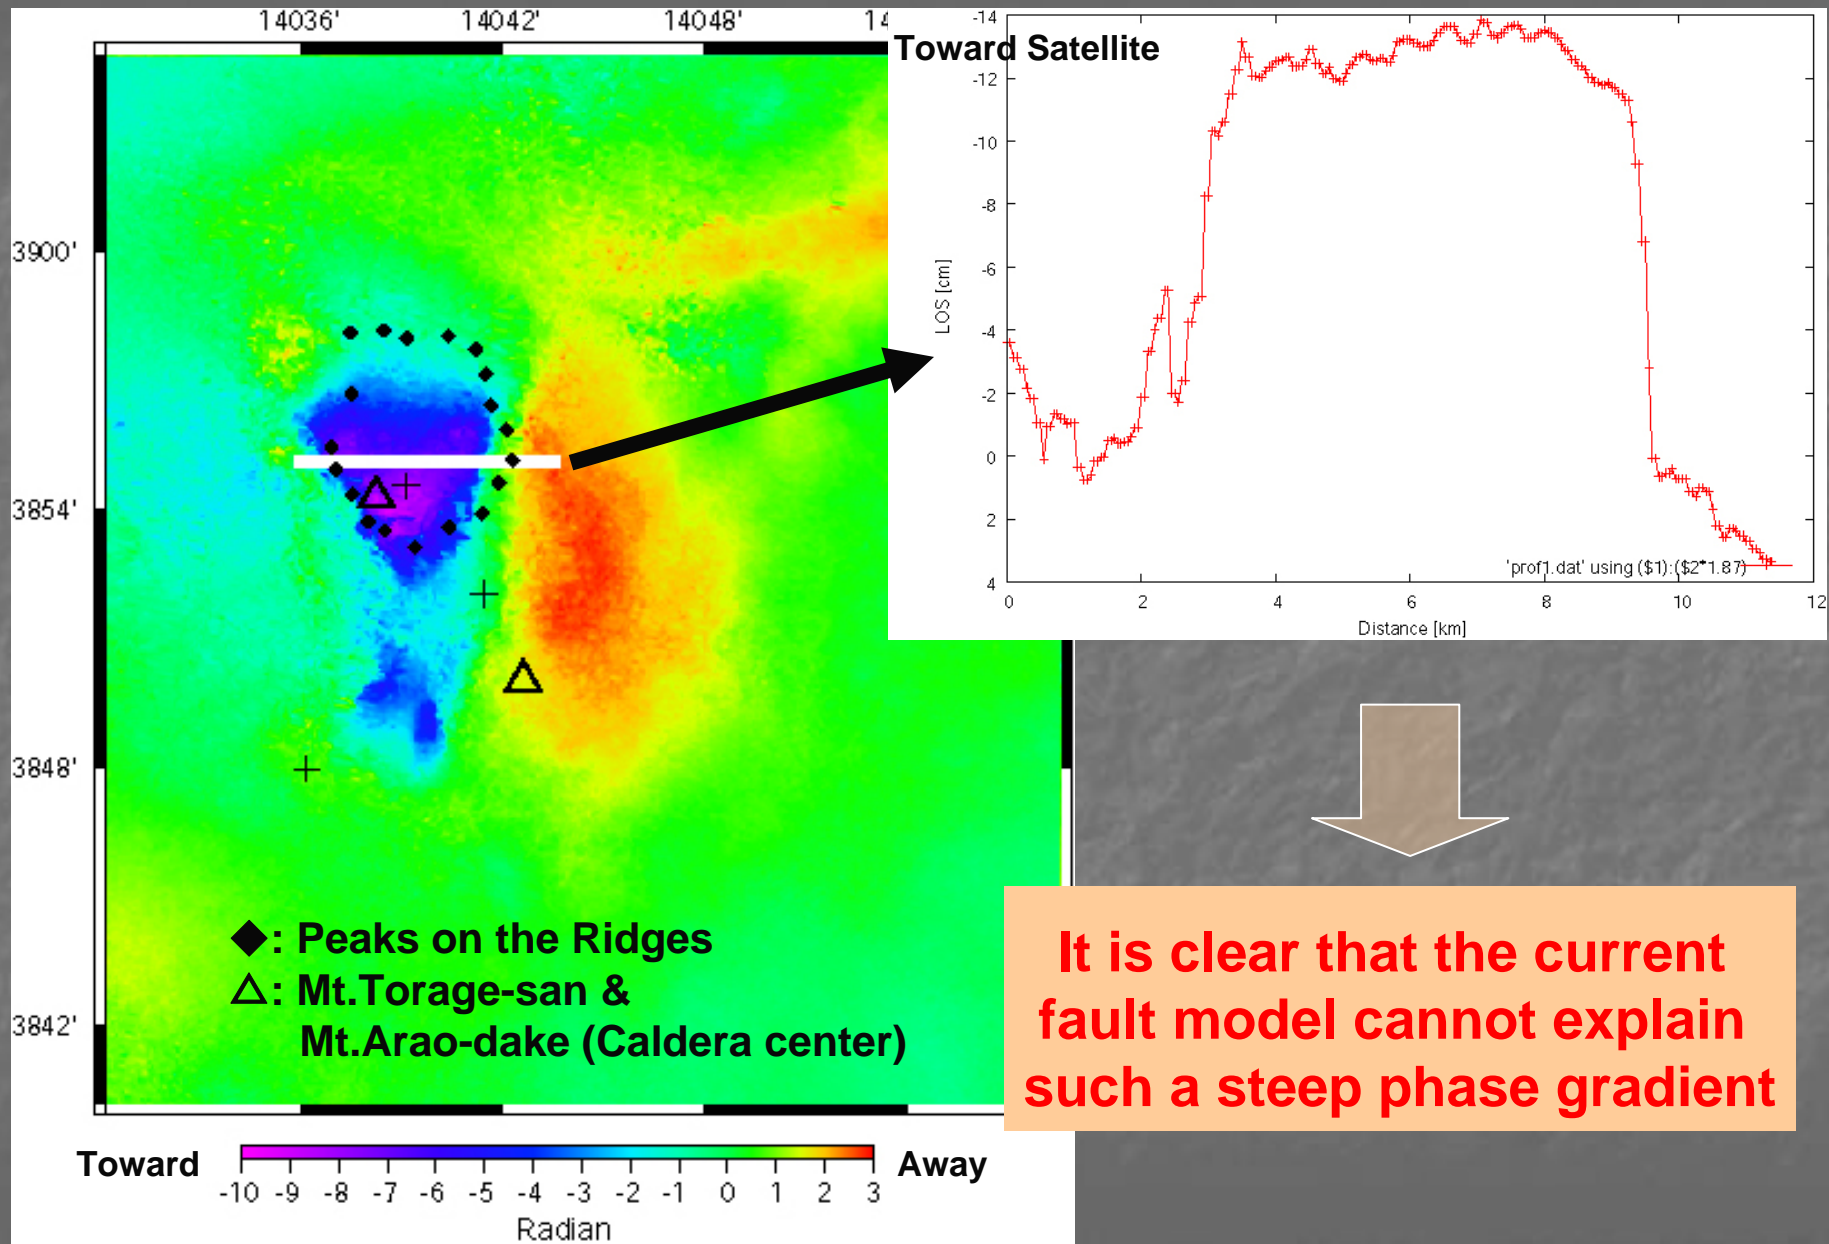 14036' 14042' 14048' 14
3900'
3854'
3848'
3842'
Toward Satellite
-14
-12
-10
-8
-6
-4
-2
0
2
4
LOS [cm]
'prof1.dat' using ($1):($2*1.87)
0 2 4 6 8 10 12
Distance [km]
◆: Peaks on the Ridges
△: Mt.Torage-san &
Mt.Arao-dake (Caldera center)
It is clear that the current
fault model cannot explain
such a steep phase gradient
Toward Away
-10 -9 -8 -7 -6 -5 -4 -3 -2 -1 0 1 2 3
Radian